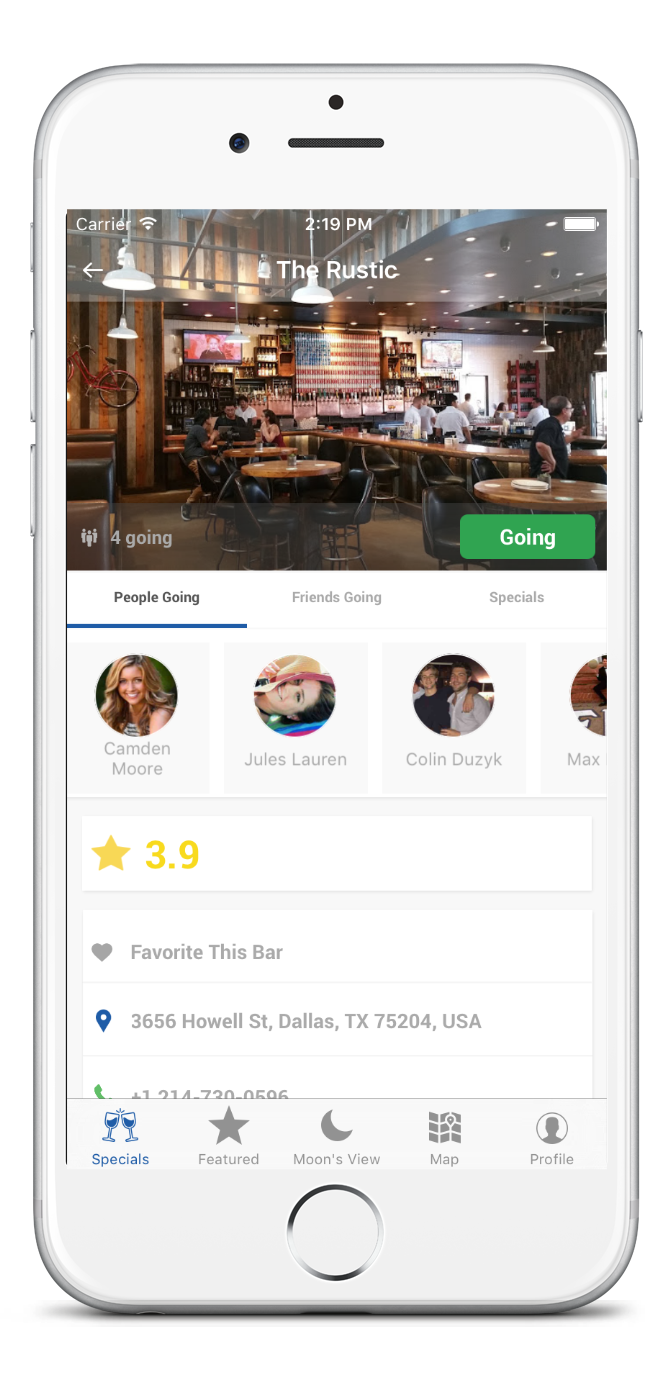 Carrier
2:19 PM
The Rustic
4 going
Going
People Going
Friends Going
Specials
Camden
Moore
Jules Lauren
Colin Duzyk
Max
3.9
Favorite This Bar
3656 Howell St, Dallas, TX 75204, USA
+1 214-730-0596
Specials
Featured
Moon's View
Map
Profile